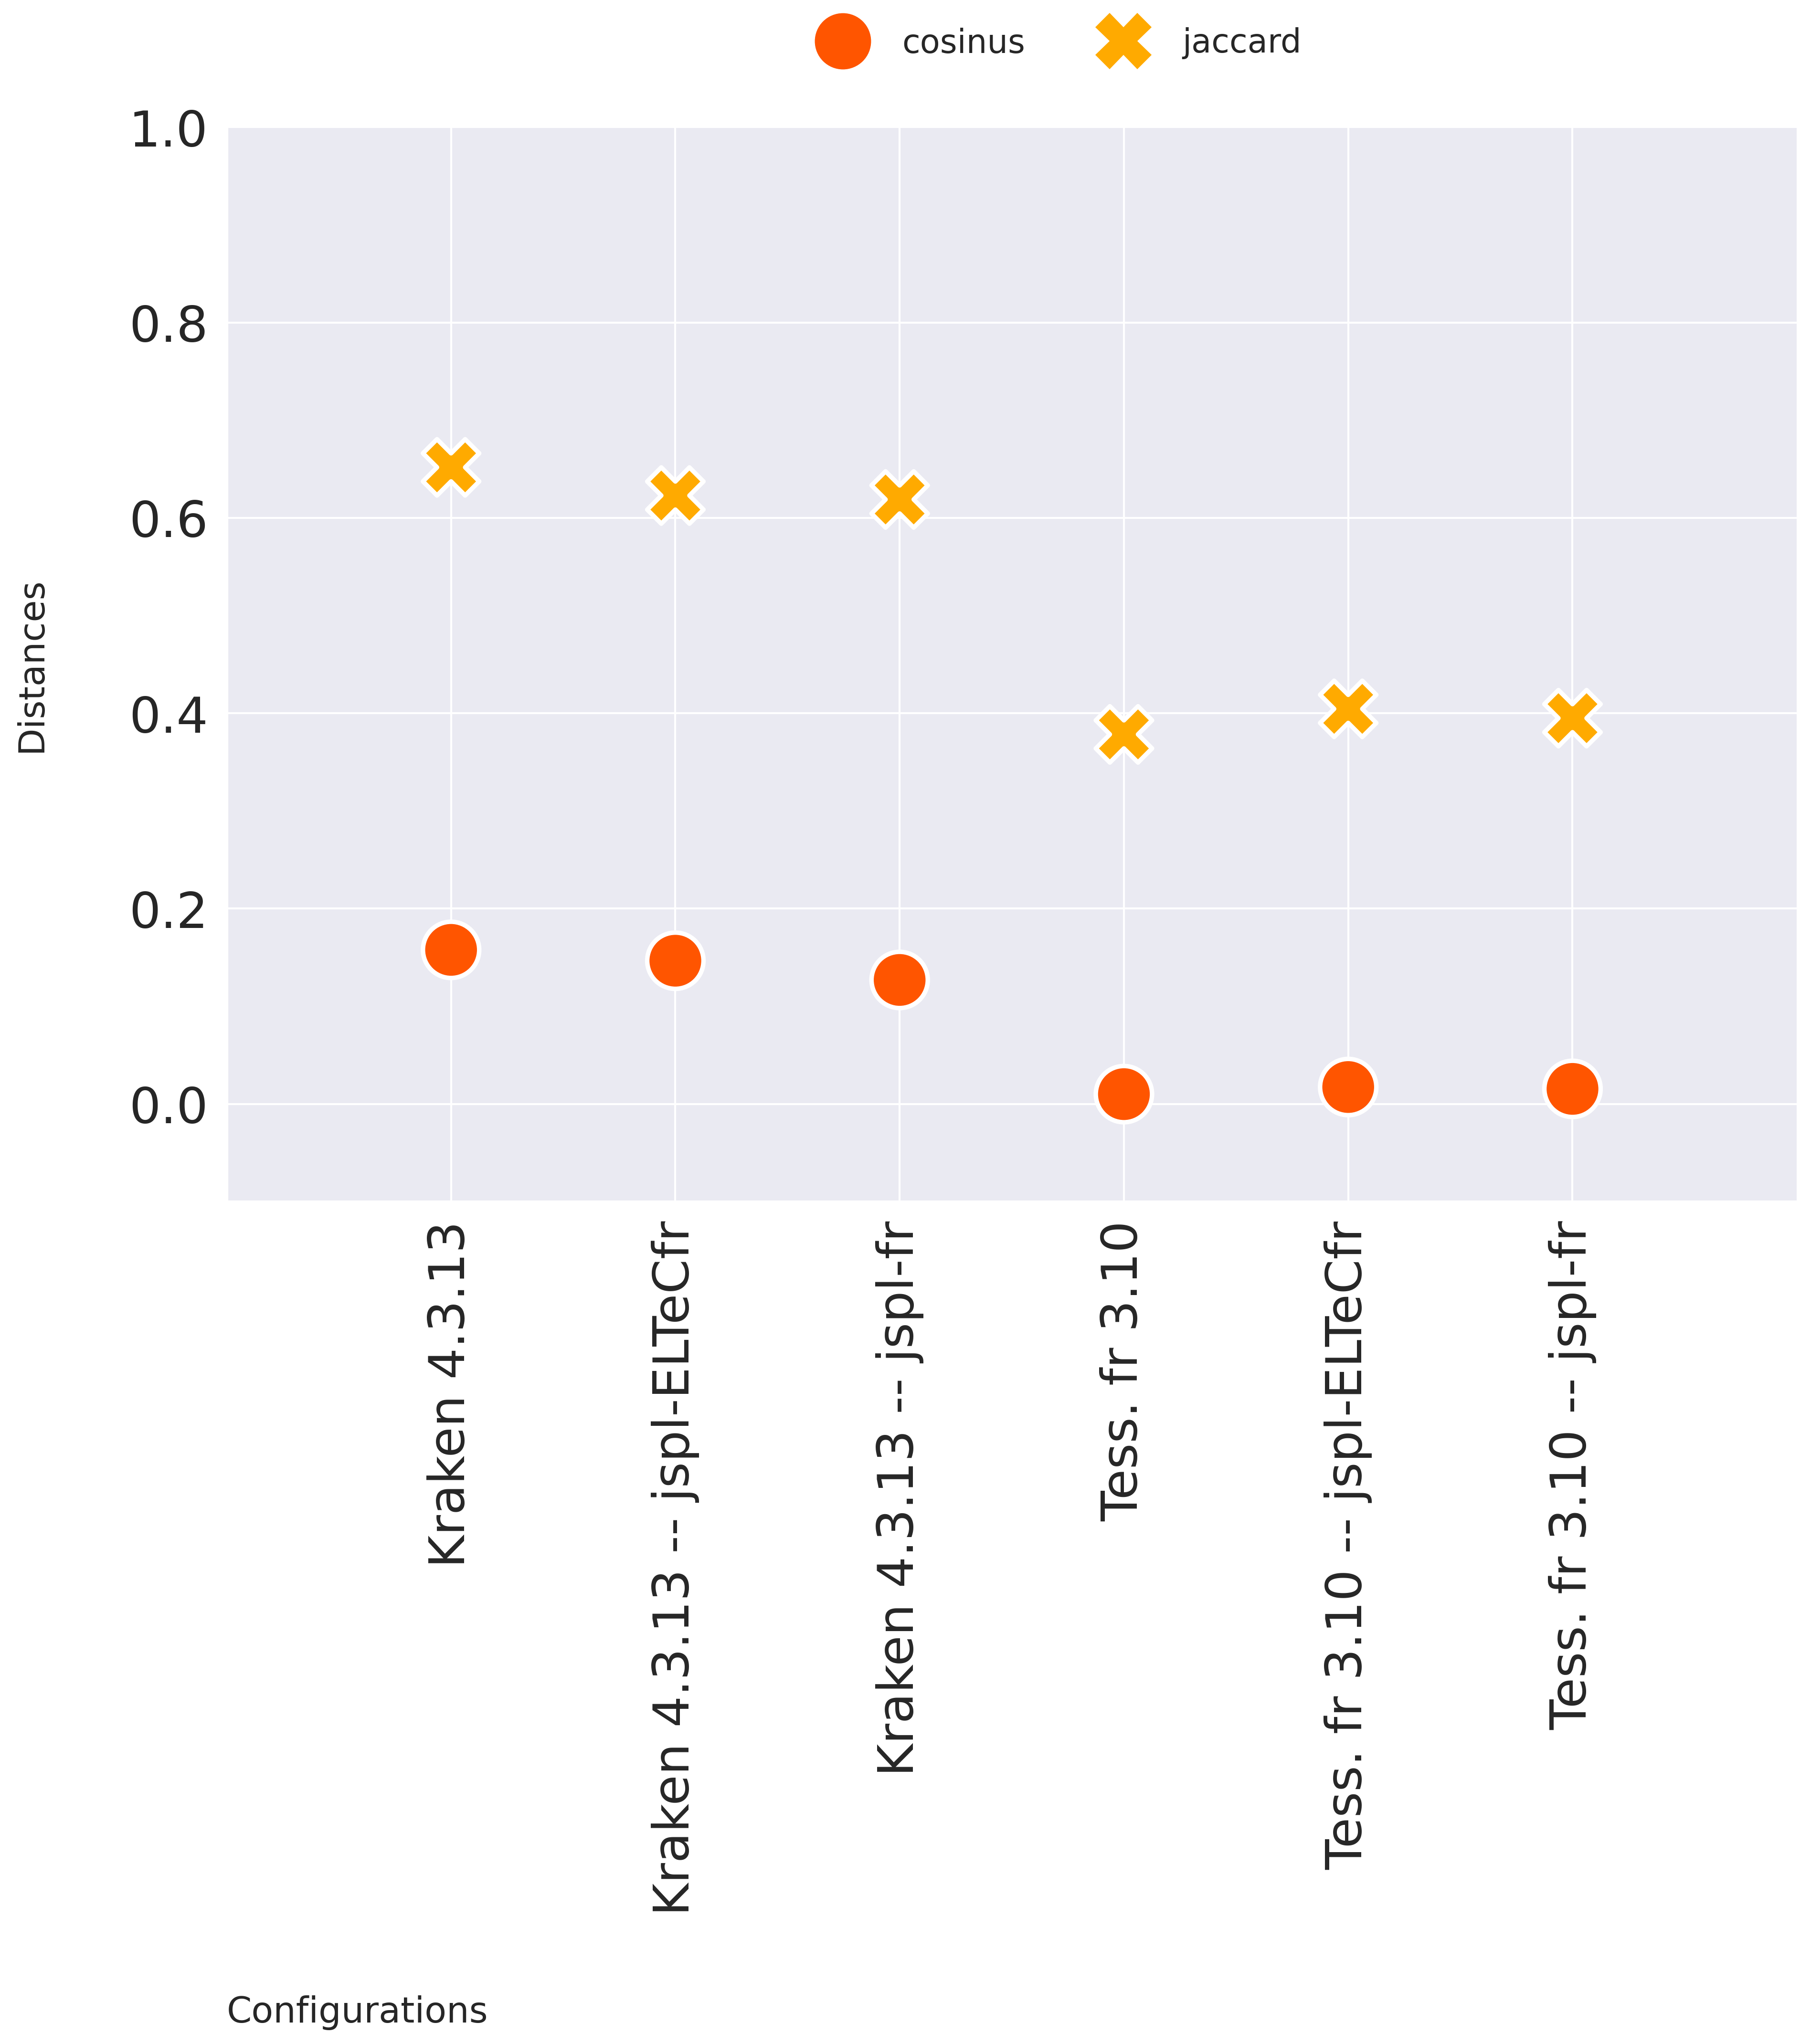 cosinus
jaccard
1.0
0.8
0.6
0.4
0.2
0.0
Distances
Kraken 4.3.13
Kraken 4.3.13 -- jspl-ELTeCfr
Kraken 4.3.13 -- jspl-fr
Tess. fr 3.10
Tess. fr 3.10 -- jspl-ELTeCfr
Tess. fr 3.10 -- jspl-fr
Configurations